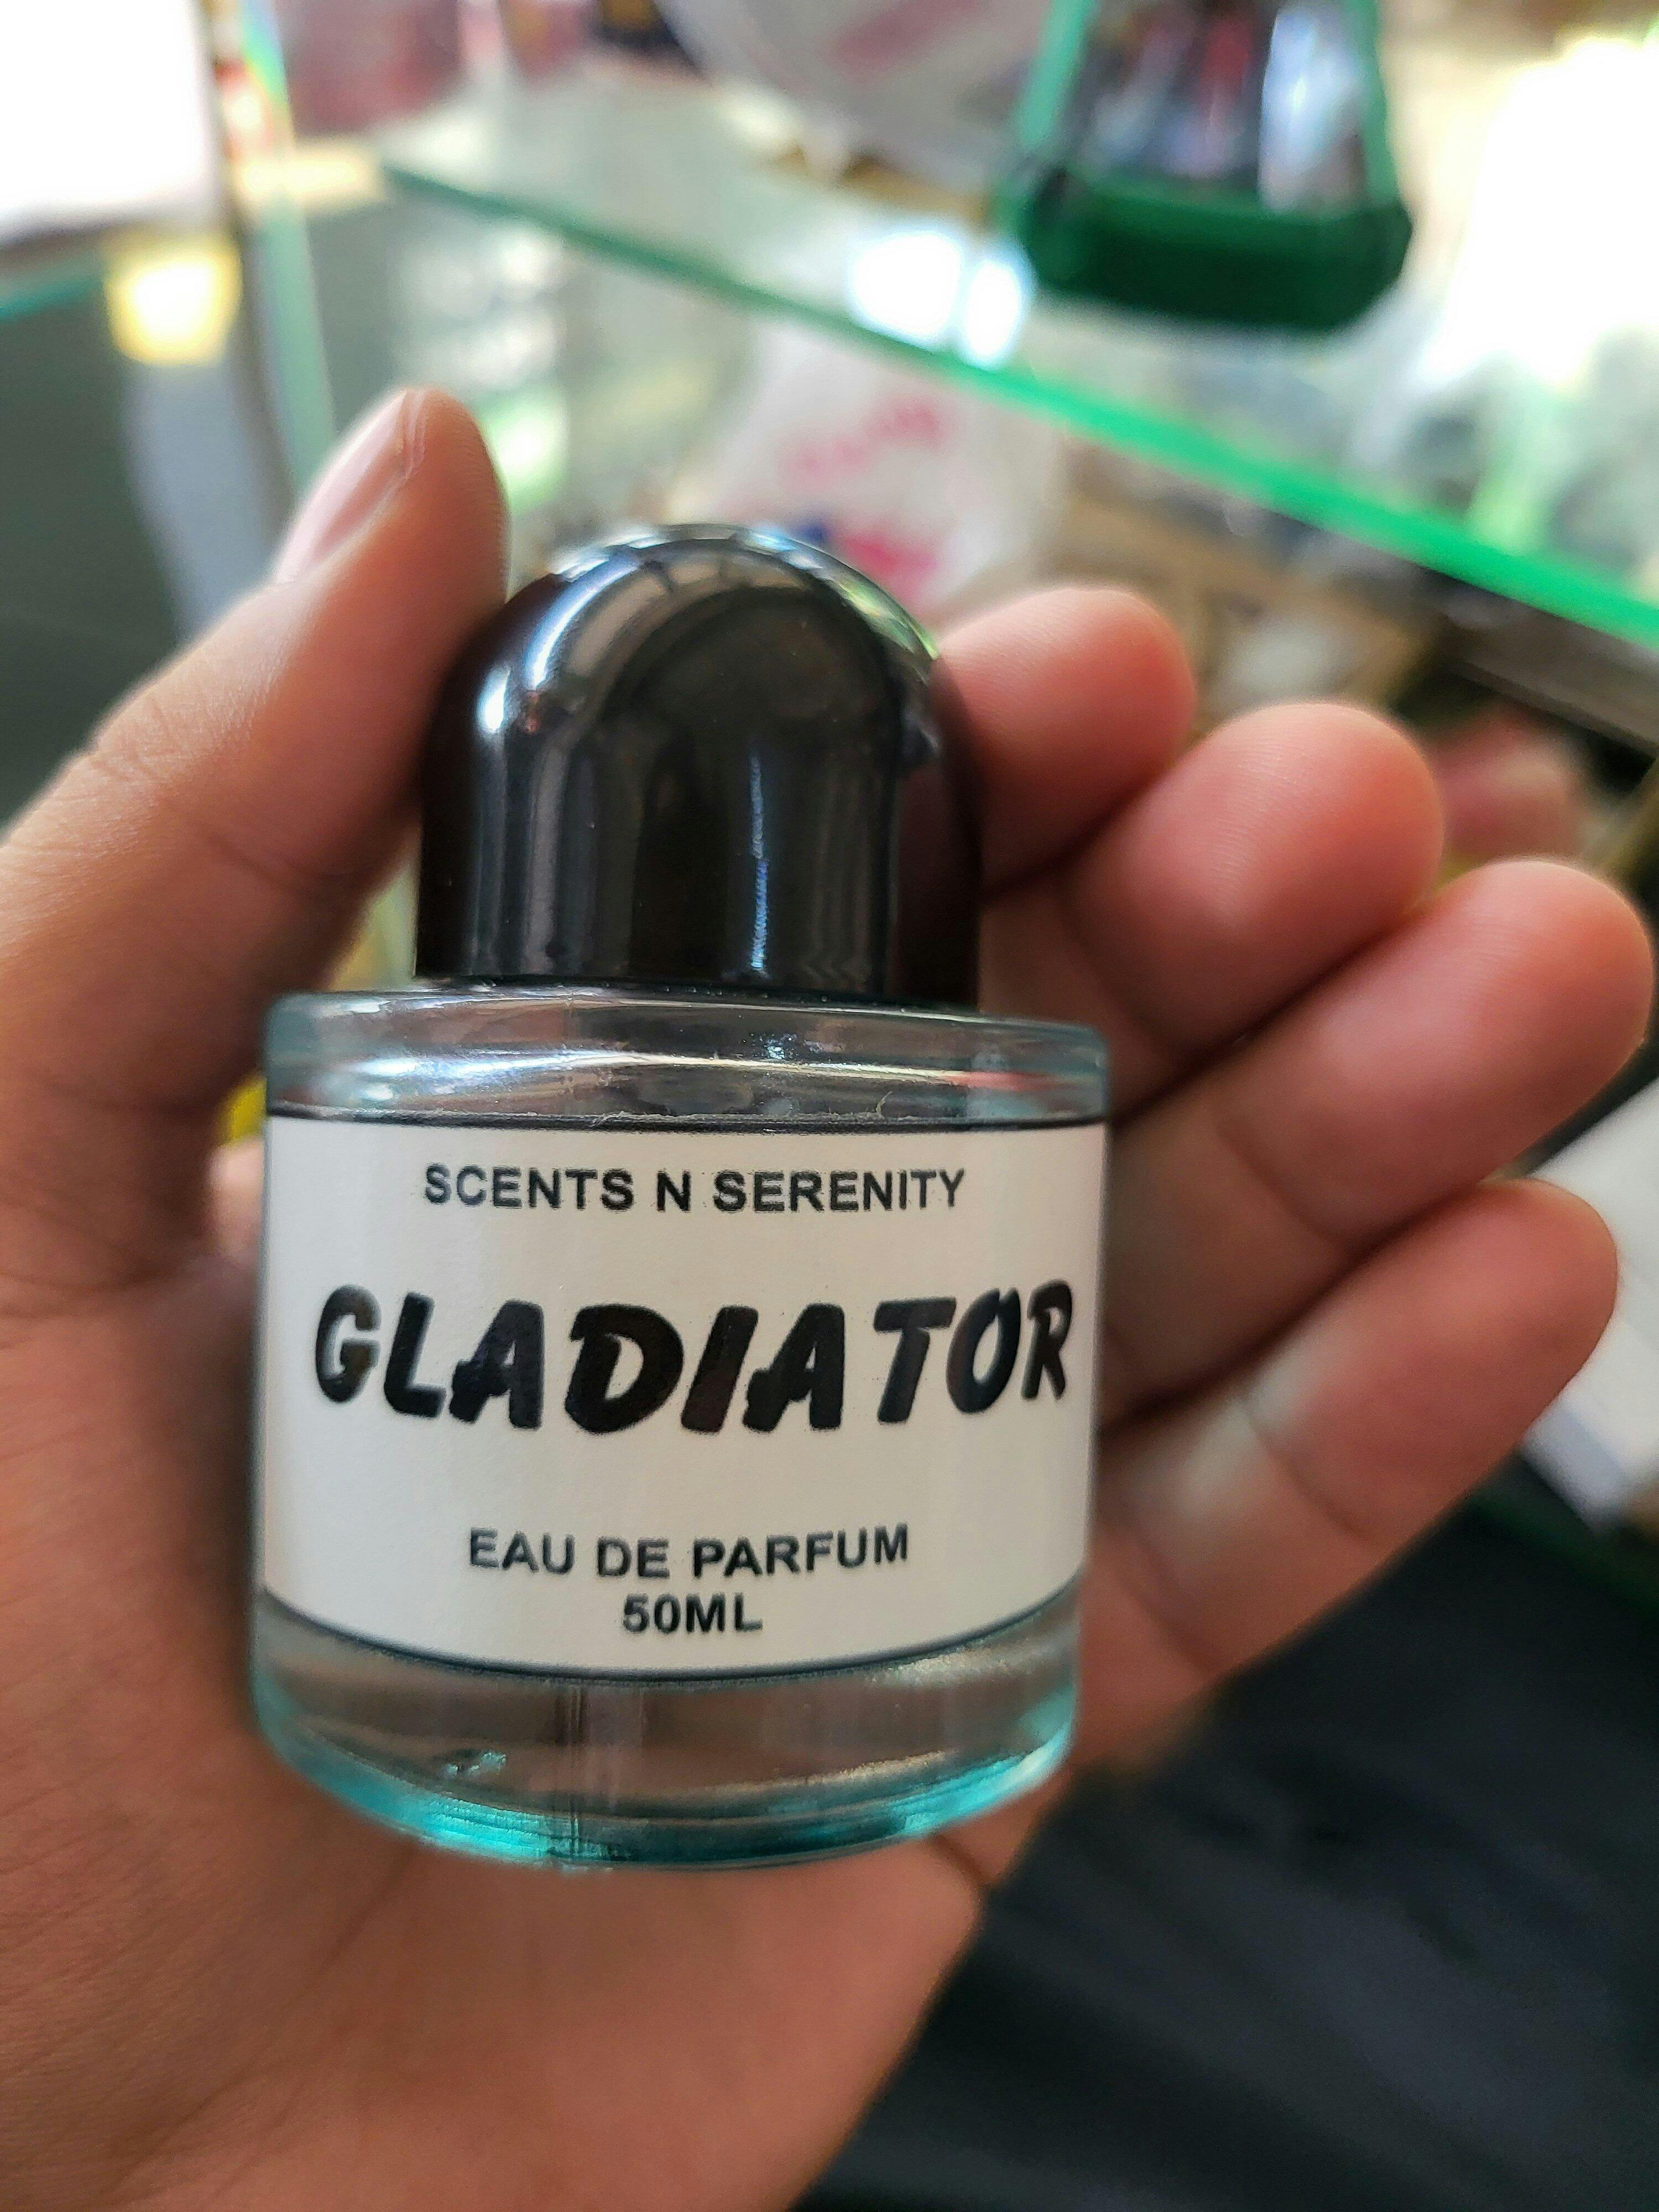 SCENTS N SERENITY
GLADIATOR
EAU DE PARFUM
50ML